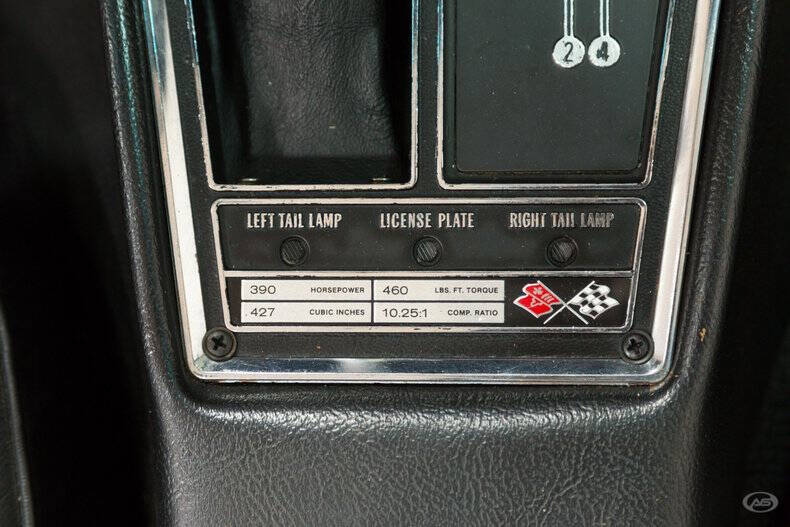 2 4
LEFT TAIL LAMP LICENSE PLATE RIGHT TAIL LAMP
390 HORSEPOWER 460 LBS. FT. TORQUE
427 CUBIC INCHES 10.25:1 COMP. RATIO